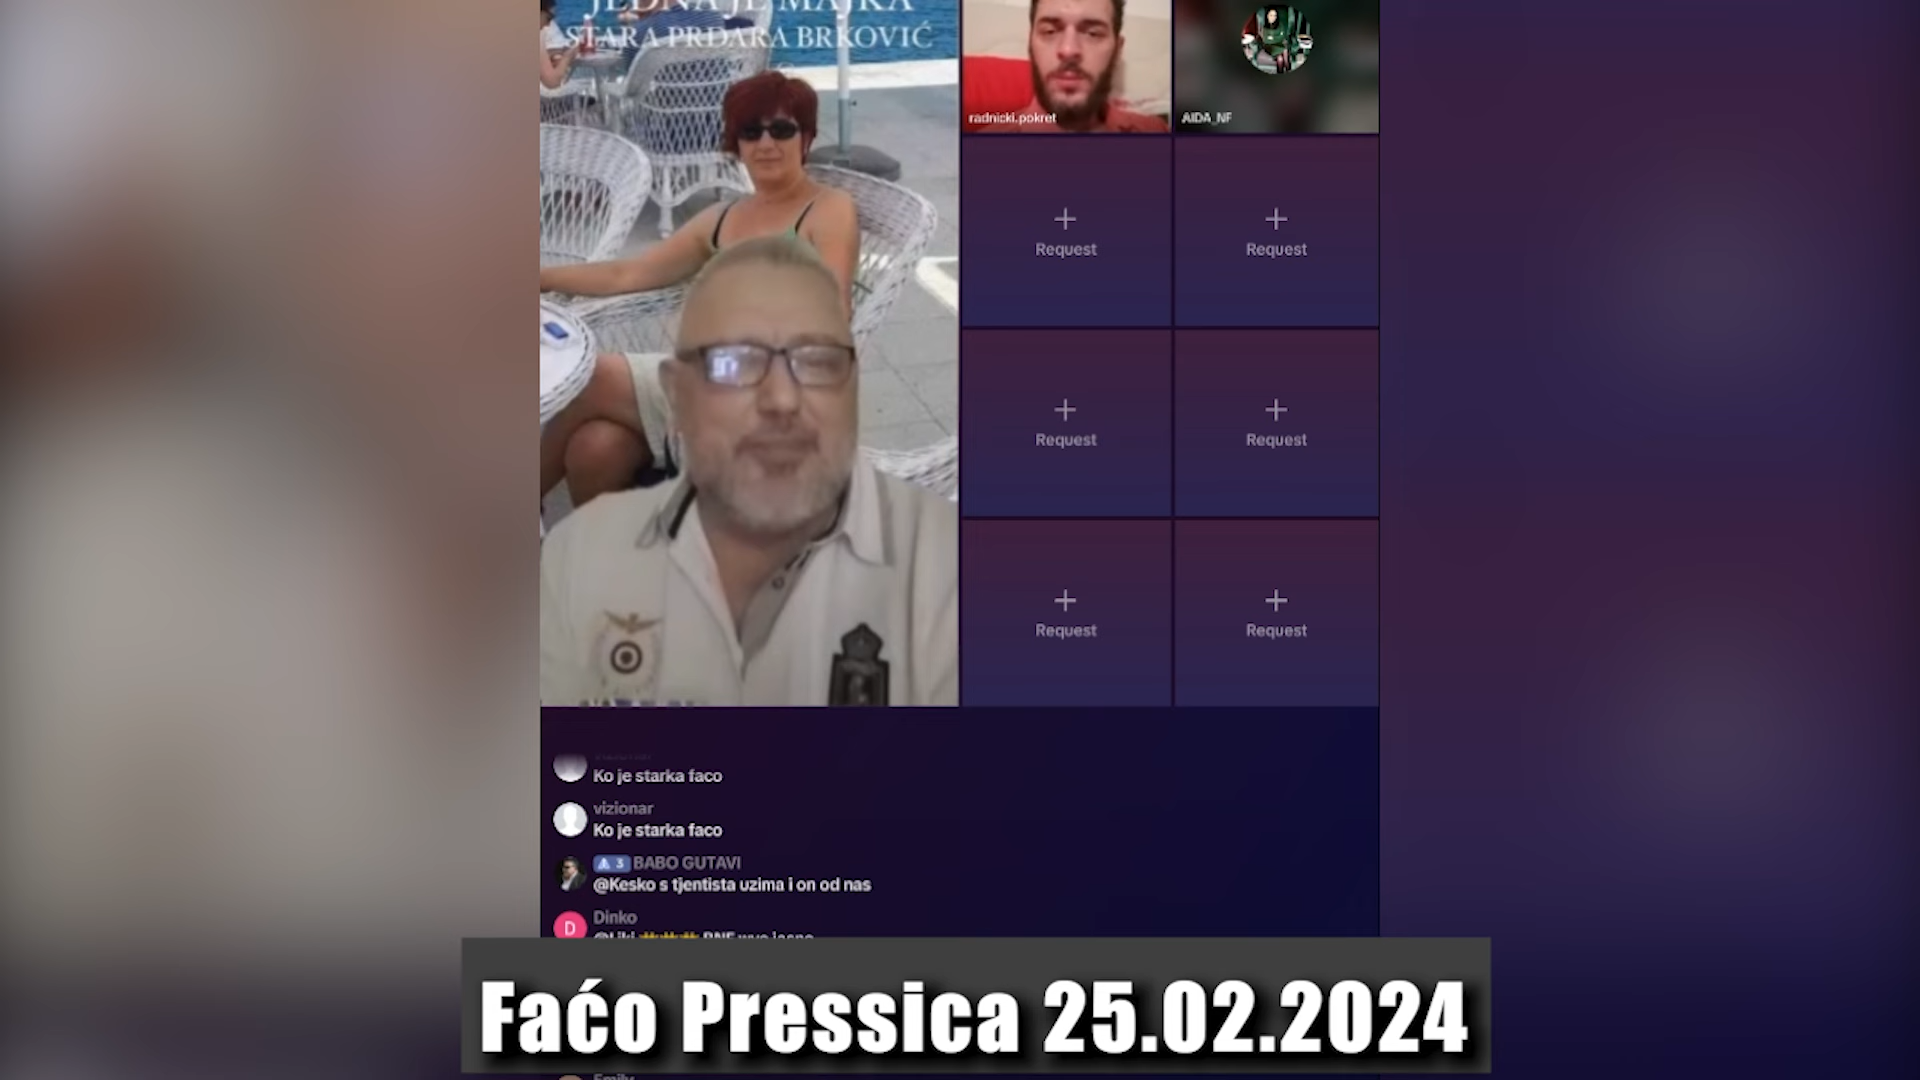 JEDNA JE MAJKA
STARA PRDARA BRKOVIĆ
radnicki.pokret
AIDA_NF
Request
Request
Request
Request
Request
Request
Ko je starka faco
vizionar
Ko je starka faco
3 BABO GUTAVI
@Kesko s tjentista uzima i on od nas
Dinko
Faćo Pressica 25.02.2024
Emily